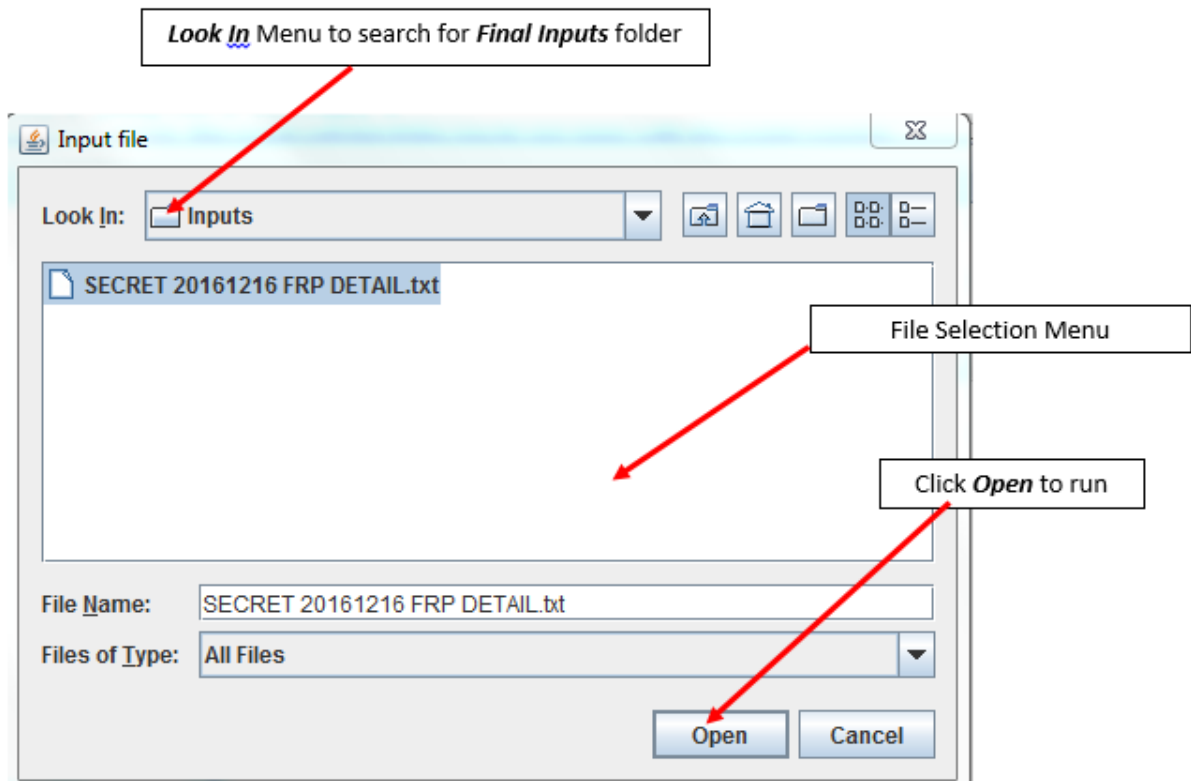 Look In Menu to search for Final Inputs folder
Input file
Look In: Inputs
SECRET 20161216 FRP DETAIL.txt
File Selection Menu
Click Open to run
File Name: SECRET 20161216 FRP DETAIL.txt
Files of Type: All Files
Open Cancel